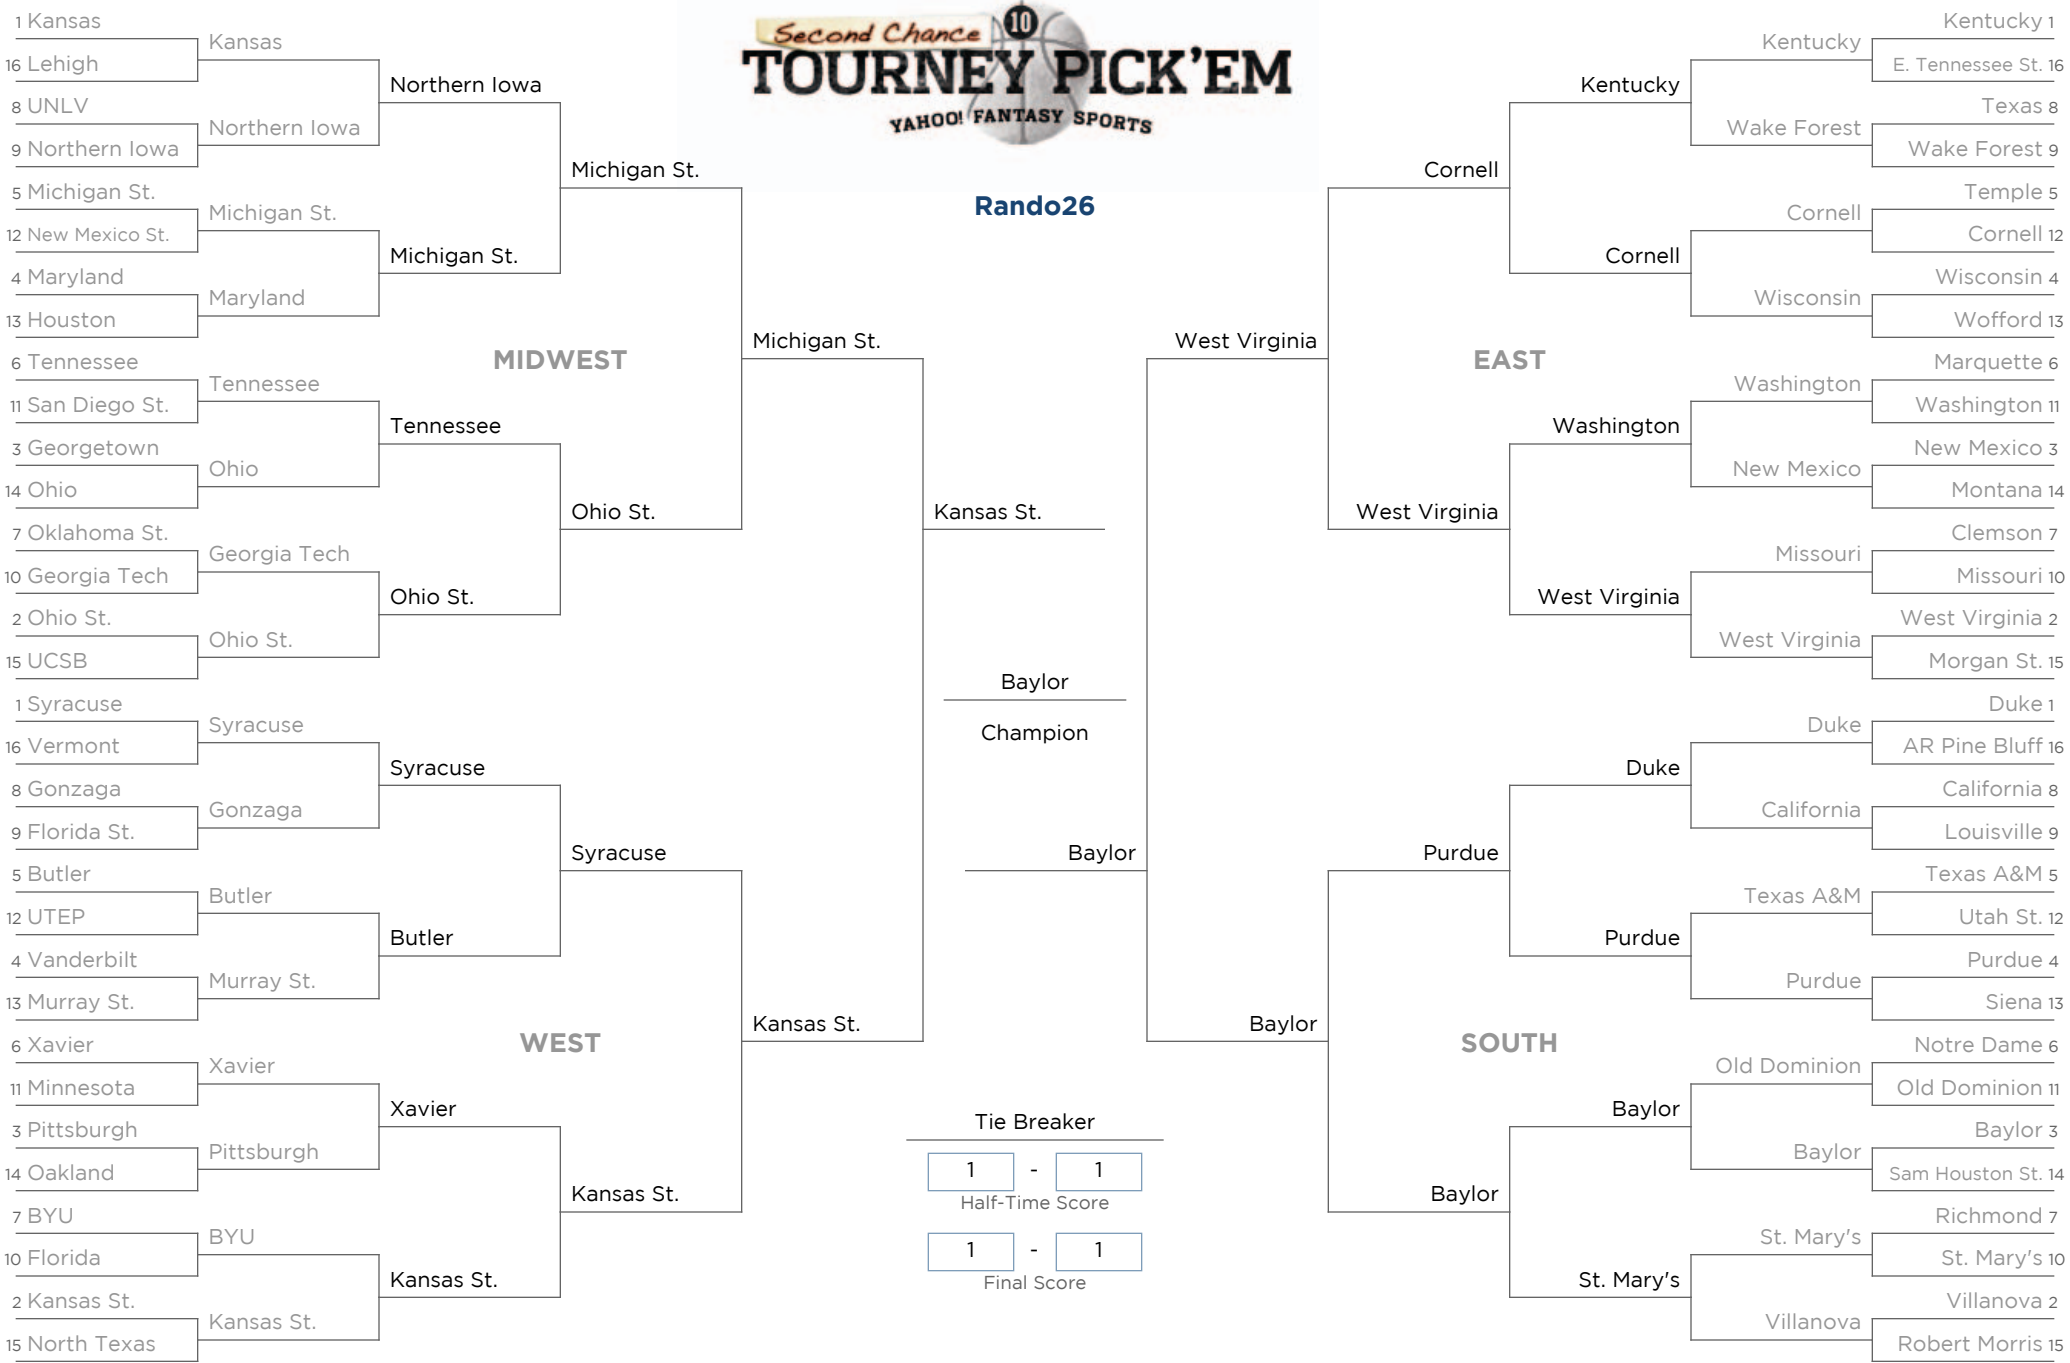 Second Chance 10
TOURNEY PICK'EM
YAHOO! FANTASY SPORTS
Rando26
1 Kansas
16 Lehigh
8 UNLV
9 Northern Iowa
5 Michigan St.
12 New Mexico St.
4 Maryland
13 Houston
6 Tennessee
11 San Diego St.
3 Georgetown
14 Ohio
7 Oklahoma St.
10 Georgia Tech
2 Ohio St.
15 UCSB
1 Syracuse
16 Vermont
8 Gonzaga
9 Florida St.
5 Butler
12 UTEP
4 Vanderbilt
13 Murray St.
6 Xavier
11 Minnesota
3 Pittsburgh
14 Oakland
7 BYU
10 Florida
2 Kansas St.
15 North Texas
Kansas
Northern Iowa
Michigan St.
Maryland
Tennessee
Ohio
Georgia Tech
Ohio St.
Syracuse
Gonzaga
Butler
Murray St.
Xavier
Pittsburgh
BYU
Kansas St.
Northern Iowa
Michigan St.
Tennessee
Ohio St.
Syracuse
Butler
Xavier
Kansas St.
MIDWEST
WEST
Michigan St.
Ohio St.
Syracuse
Kansas St.
Michigan St.
Kansas St.
Kansas St.
Baylor
Champion
Baylor
Tie Breaker
1 - 1
Half-Time Score
1 - 1
Final Score
West Virginia
Baylor
Cornell
West Virginia
Purdue
Baylor
EAST
SOUTH
Kentucky
Cornell
Washington
West Virginia
Duke
Purdue
Baylor
St. Mary's
Kentucky
Wake Forest
Cornell
Wisconsin
Washington
New Mexico
Missouri
West Virginia
Duke
California
Texas A&M
Purdue
Old Dominion
Baylor
St. Mary's
Villanova
Kentucky 1
E. Tennessee St. 16
Texas 8
Wake Forest 9
Temple 5
Cornell 12
Wisconsin 4
Wofford 13
Marquette 6
Washington 11
New Mexico 3
Montana 14
Clemson 7
Missouri 10
West Virginia 2
Morgan St. 15
Duke 1
AR Pine Bluff 16
California 8
Louisville 9
Texas A&M 5
Utah St. 12
Purdue 4
Siena 13
Notre Dame 6
Old Dominion 11
Baylor 3
Sam Houston St. 14
Richmond 7
St. Mary's 10
Villanova 2
Robert Morris 15